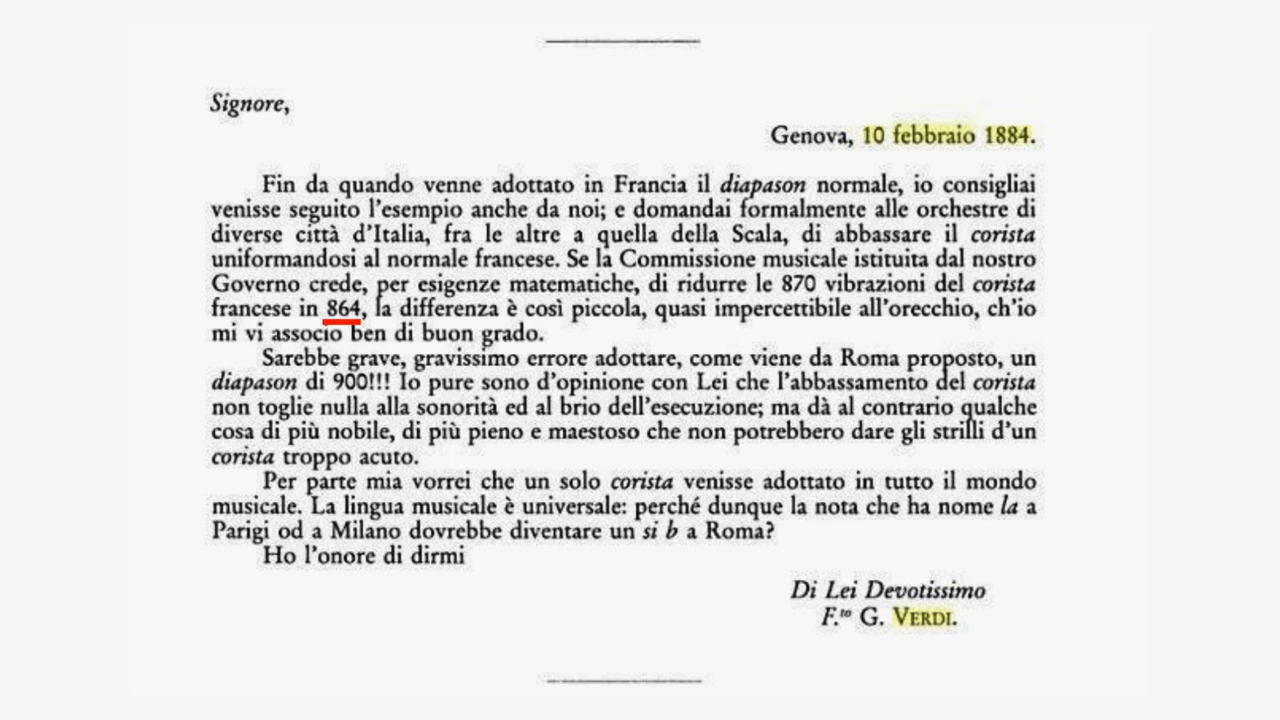 Signore,
Genova, 10 febbraio 1884.
Fin da quando venne adottato in Francia il diapason normale, io consigliai
venisse seguito l'esempio anche da noi; e domandai formalmente alle orchestre di
diverse città d'Italia, fra le altre a quella della Scala, di abbassare il corista
uniformandosi al normale francese. Se la Commissione musicale istituita dal nostro
Governo crede, per esigenze matematiche, di ridurre le 870 vibrazioni del corista
francese in 864, la differenza è così piccola, quasi impercettibile all'orecchio, ch'io
mi vi associo ben di buon grado.
Sarebbe grave, gravissimo errore adottare, come viene da Roma proposto, un
diapason di 900!!! Io pure sono d'opinione con Lei che l'abbassamento del corista
non toglie nulla alla sonorità ed al brio dell'esecuzione; ma dà al contrario qualche
cosa di più nobile, di più pieno e maestoso che non potrebbero dare gli strilli d'un
corista troppo acuto.
Per parte mia vorrei che un solo corista venisse adottato in tutto il mondo
musicale. La lingua musicale è universale: perché dunque la nota che ha nome la a
Parigi od a Milano dovrebbe diventare un si b a Roma?
Ho l'onore di dirmi
Di Lei Devotissimo
F.to G. VERDI.